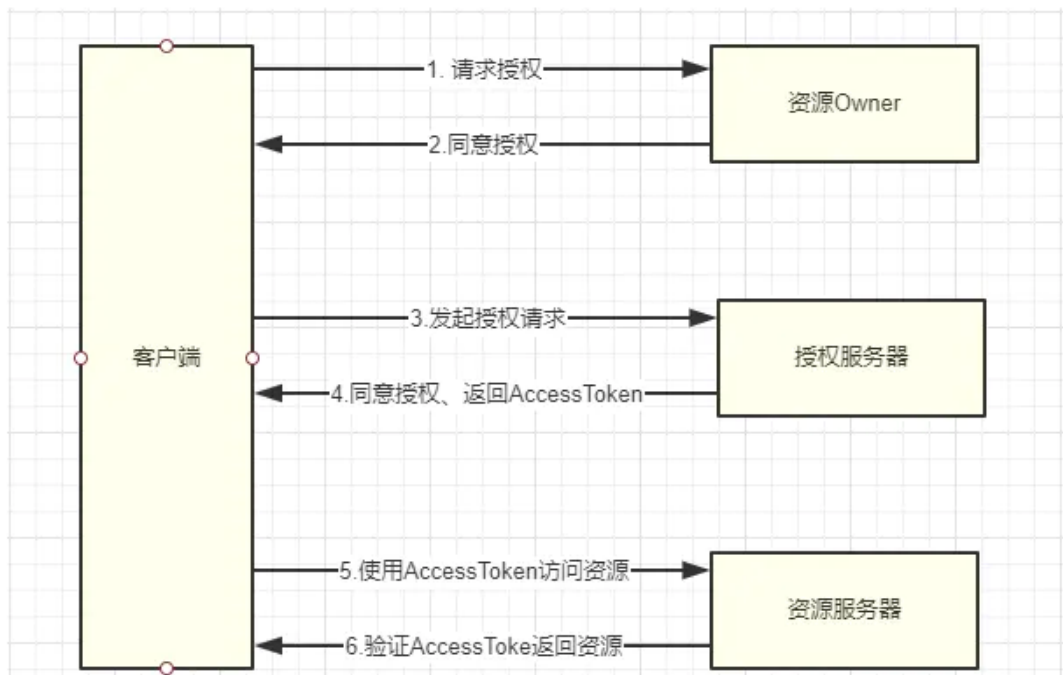 1. 请求授权
资源Owner
2.同意授权
3.发起授权请求
客户端
授权服务器
4.同意授权、返回AccessToken
5.使用AccessToken访问资源
资源服务器
6.验证AccessToke返回资源